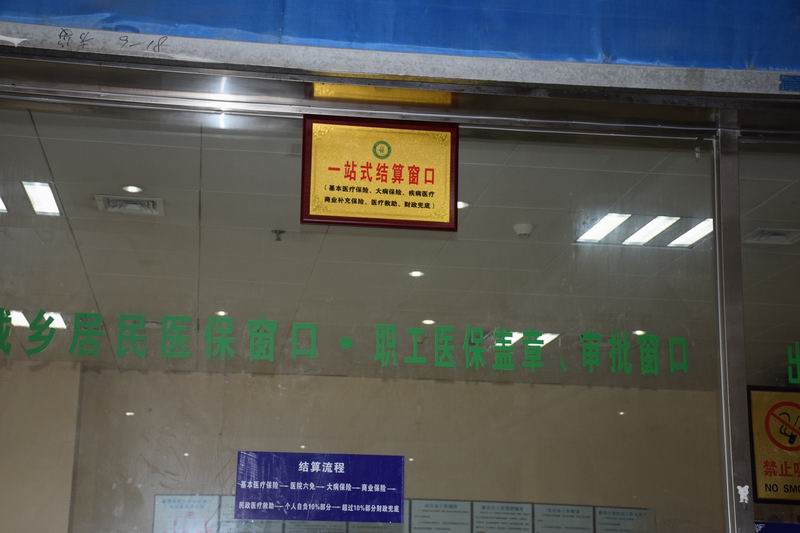 一站式结算窗口
（基本医疗保险、大病保险、疾病医疗
商业补充保险、医疗救助、财政兜底）
城乡居民医保窗口·职工医保盖章、审批窗口
出
结算流程
基本医疗保险——医院六免——大病保险——商业保险——
民政医疗救助——个人自负10%部分——超过10%部分财政兜底
禁止吸
NO SMO